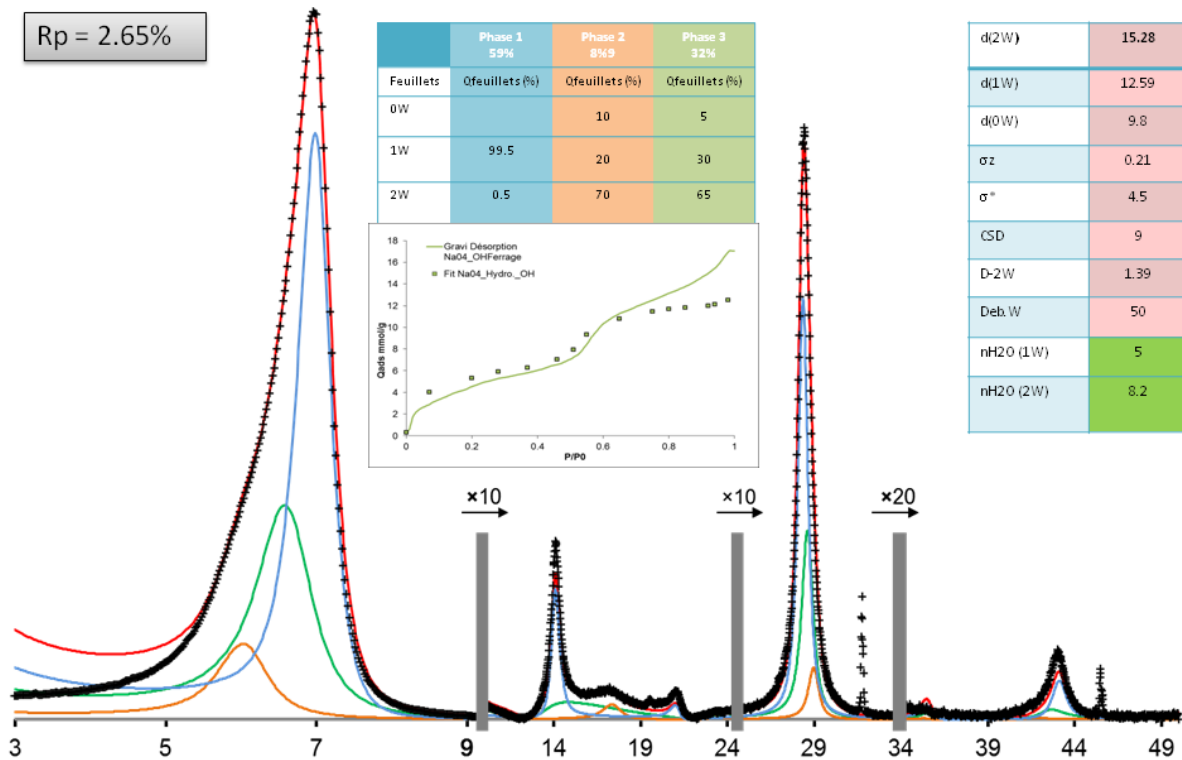 Rp = 2.65%
Phase 1 Phase 2 Phase 3
59% 8%9 32%
Feuillets Qfeuillets (%) Qfeuillets (%) Qfeuillets (%)
0W 10 5
1W 99.5 20 30
2W 0.5 70 65
d(2W) 15.28
d(1W) 12.59
d(0W) 9.8
σz 0.21
σ* 4.5
CSD 9
D-2W 1.39
Deb.W 50
nH2O (1W) 5
nH2O (2W) 8.2
Gravi Désorption
Na04_OHFerrage
Fit Na04_Hydro._OH
Qads mmol/g
18
16
14
12
10
8
6
4
2
0
0 0.2 0.4 0.6 0.8 1
P/P0
×10 ×10 ×20
3 5 7 9 14 19 24 29 34 39 44 49